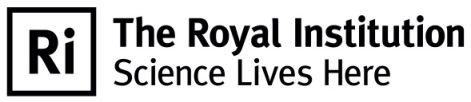 Ri
The Royal Institution
Science Lives Here